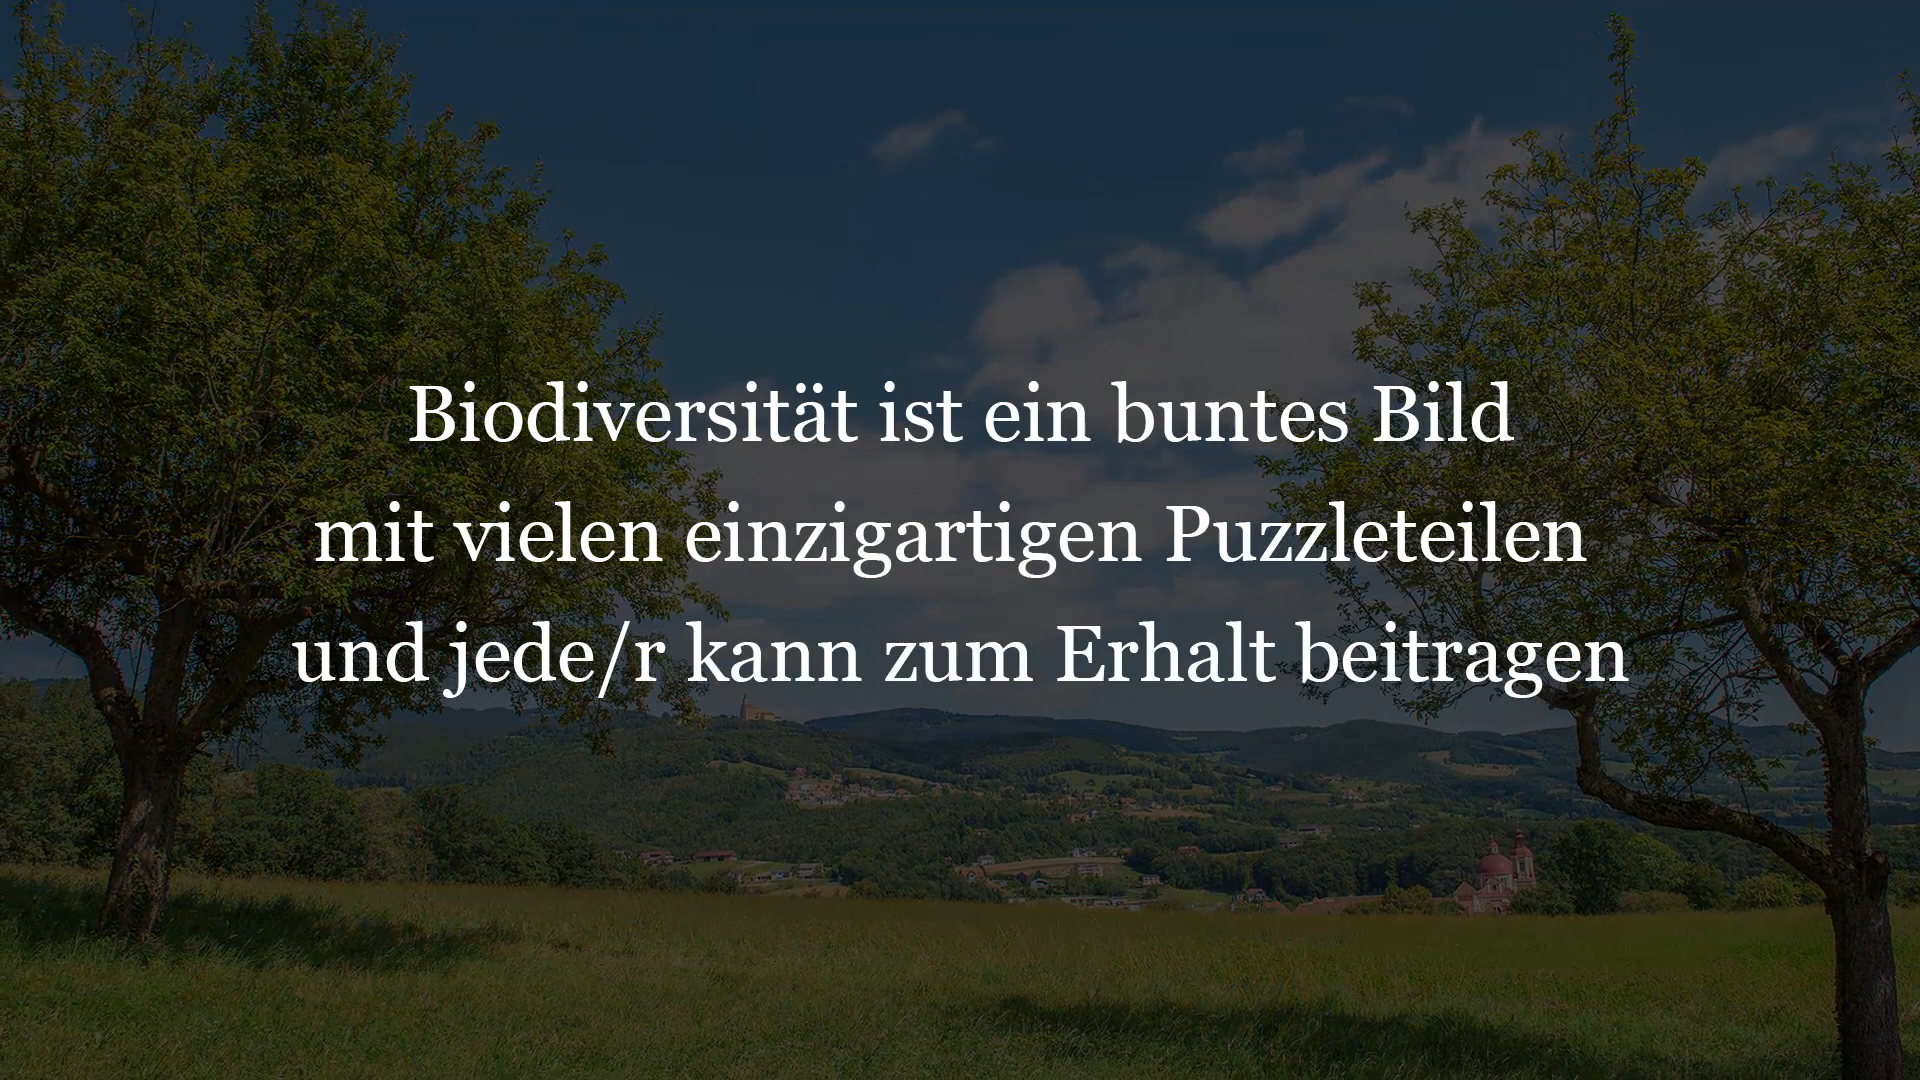 Biodiversität ist ein buntes Bild
mit vielen einzigartigen Puzzleteilen
und jede/r kann zum Erhalt beitragen